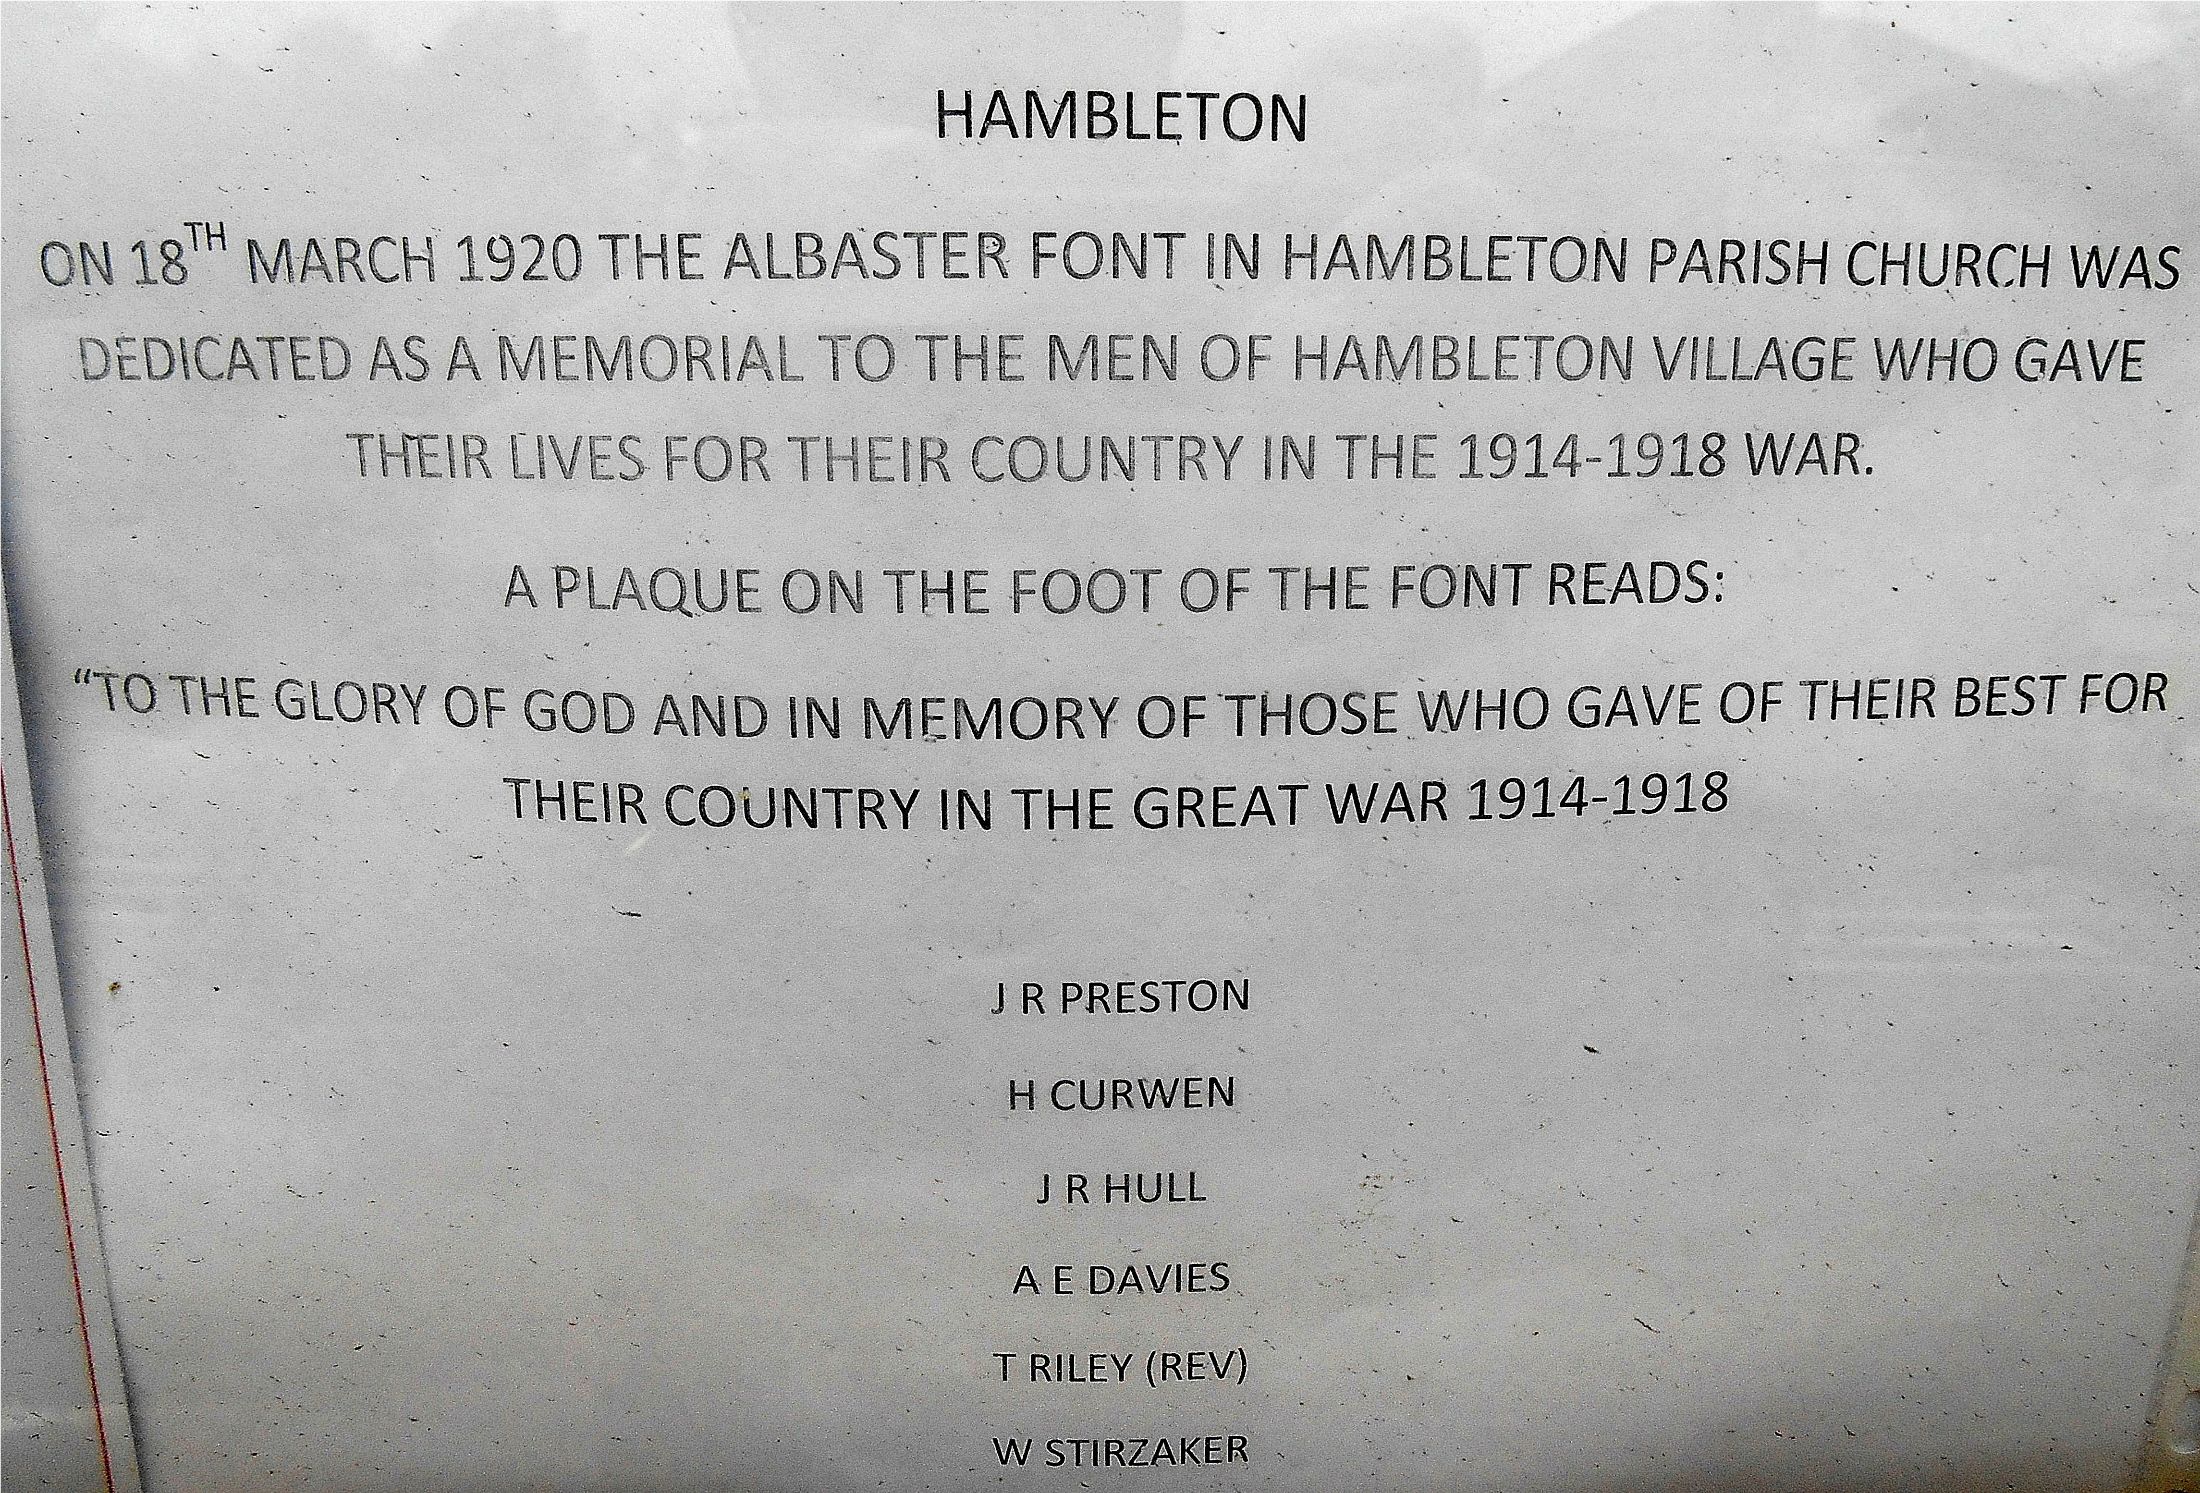 HAMBLETON
ON 18TH MARCH 1920 THE ALBASTER FONT IN HAMBLETON PARISH CHURCH WAS
DEDICATED AS A MEMORIAL TO THE MEN OF HAMBLETON VILLAGE WHO GAVE
THEIR LIVES FOR THEIR COUNTRY IN THE 1914-1918 WAR.
A PLAQUE ON THE FOOT OF THE FONT READS:
“TO THE GLORY OF GOD AND IN MEMORY OF THOSE WHO GAVE OF THEIR BEST FOR
THEIR COUNTRY IN THE GREAT WAR 1914-1918
J R PRESTON
H CURWEN
J R HULL
A E DAVIES
T RILEY (REV)
W STIRZAKER